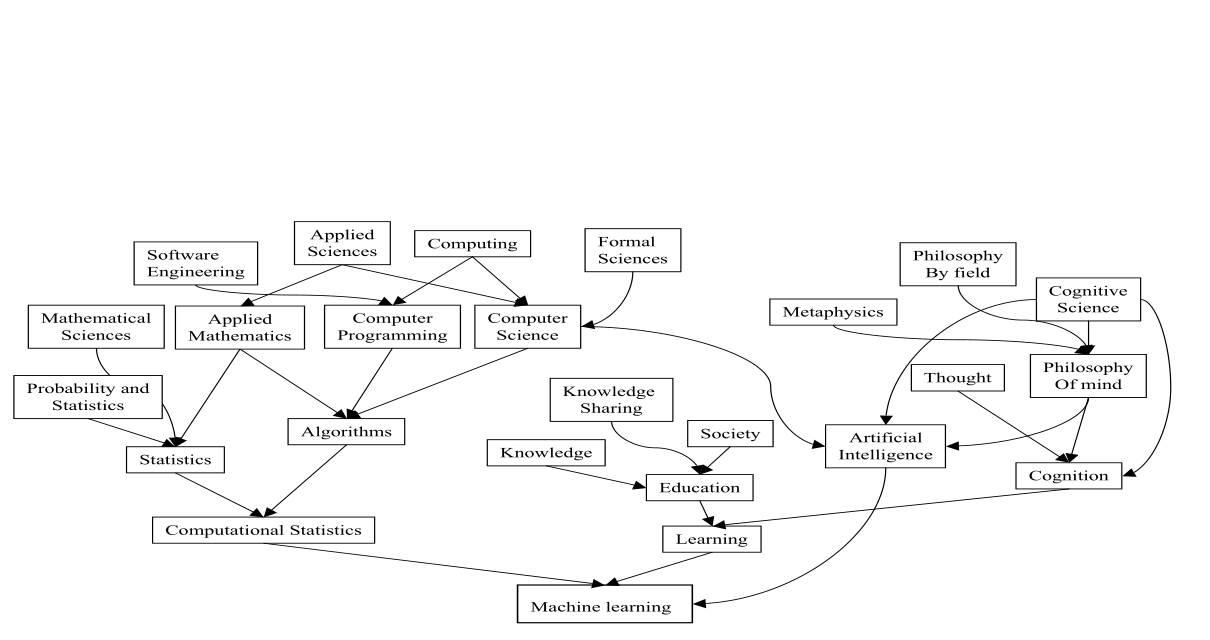 Applied
Sciences
Computing
Formal
Sciences
Software
Engineering
Philosophy
By field
Cognitive
Science
Mathematical
Sciences
Applied
Mathematics
Computer
Programming
Computer
Science
Metaphysics
Philosophy
Of mind
Thought
Probability and
Statistics
Knowledge
Sharing
Society
Algorithms
Artificial
Intelligence
Statistics
Knowledge
Cognition
Education
Computational Statistics
Learning
Machine learning